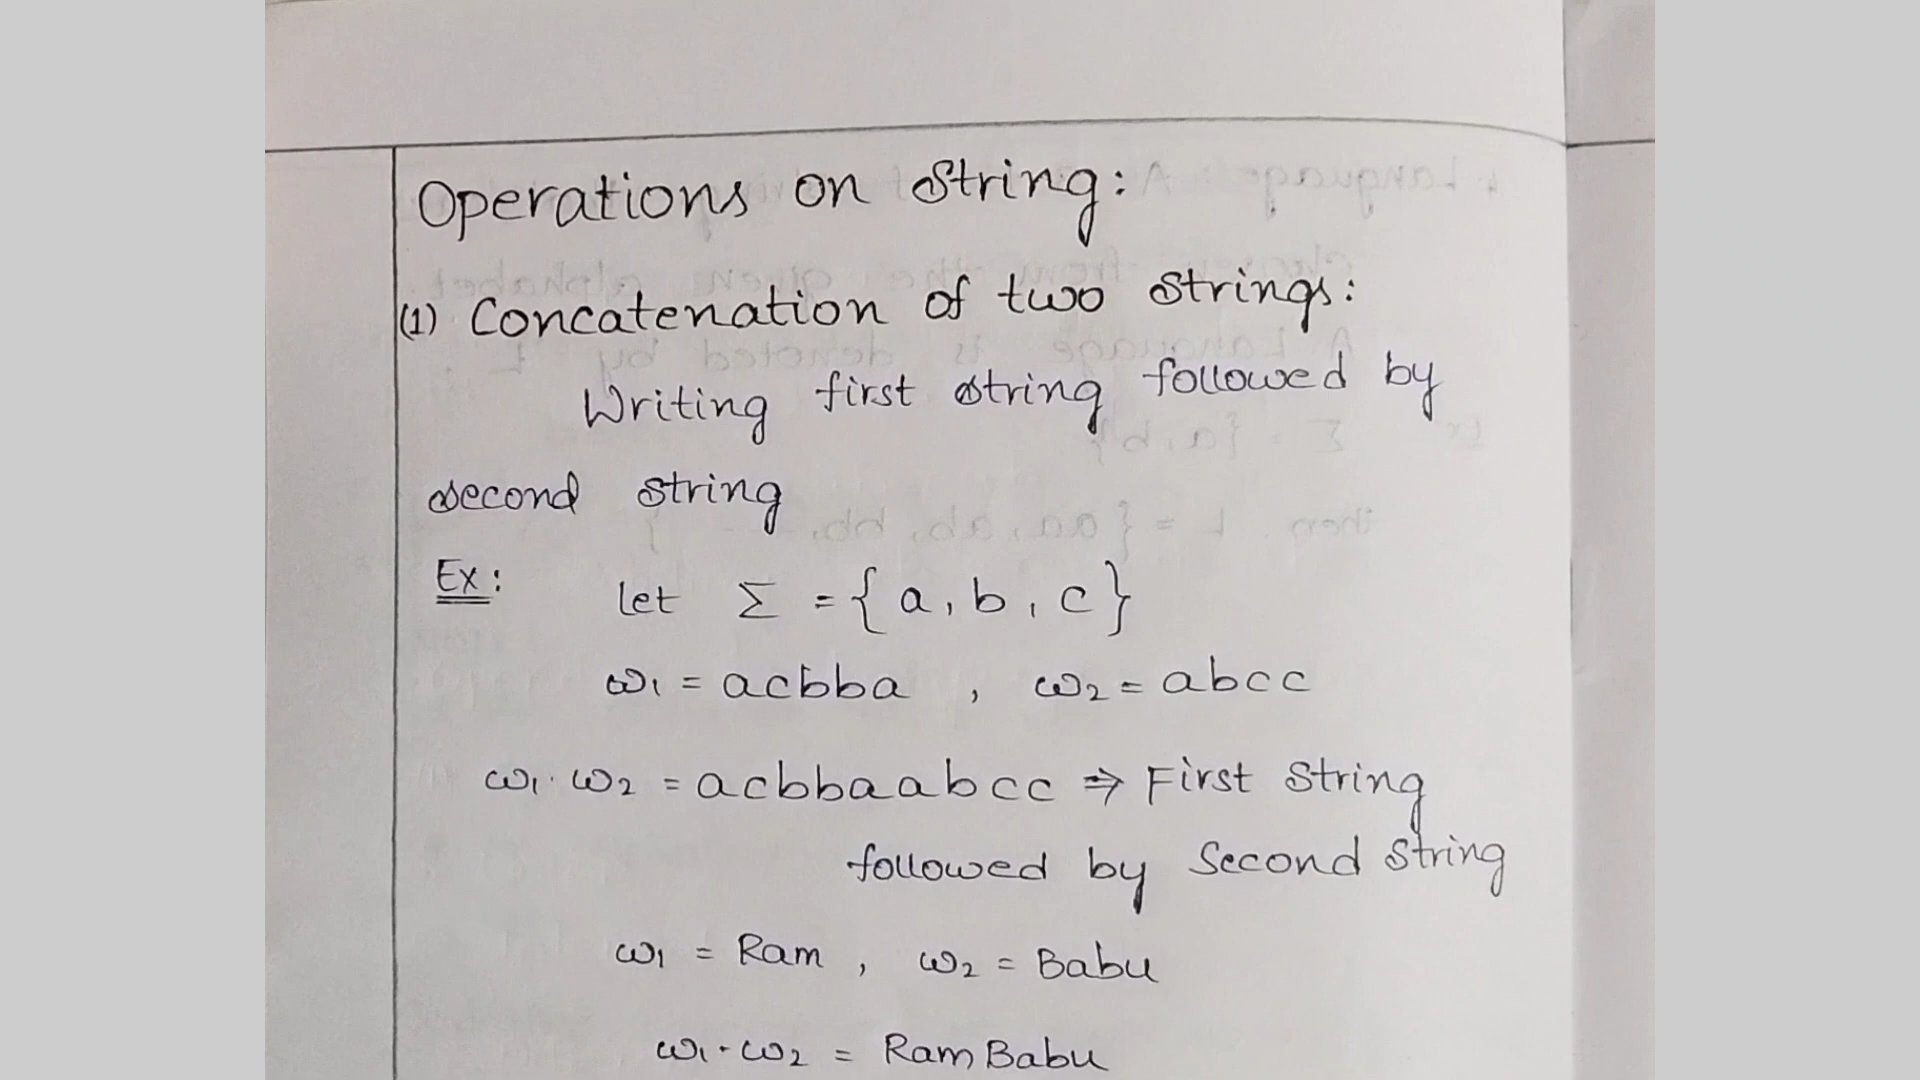 Operations on String:
(1) Concatenation of two Strings:
Writing first string followed by
second string
Ex: let Σ = {a, b, c}
ω1 = acbba , ω2 = abcc
ω1. ω2 = acbbaabcc ⇒ First String
followed by Second String
ω1 = Ram , ω2 = Babu
ω1. ω2 = Ram Babu